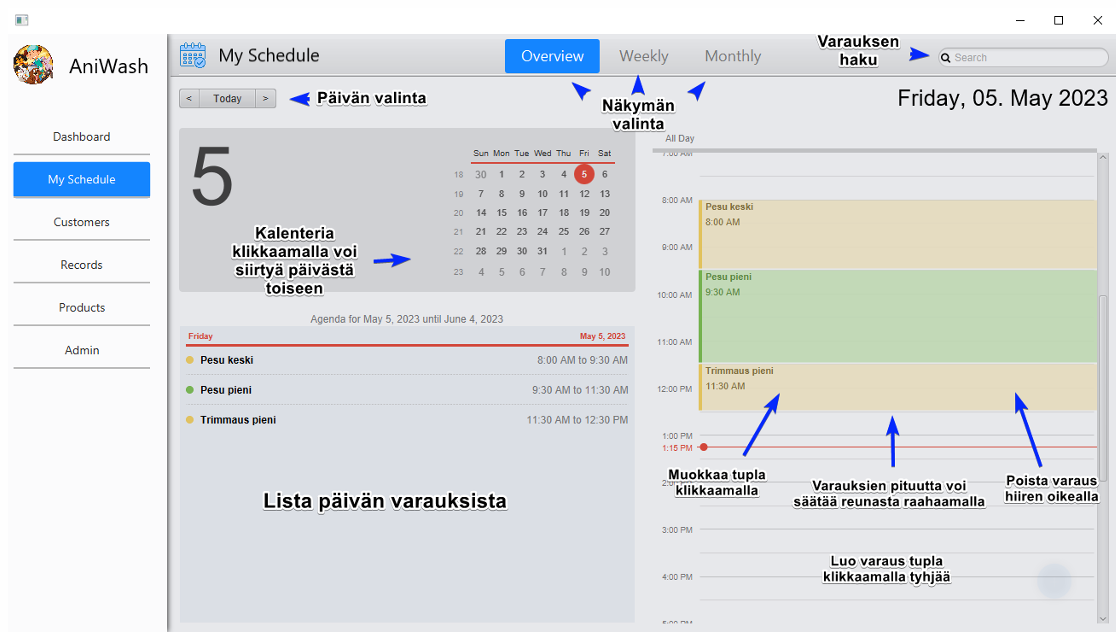 AniWash
Dashboard
My Schedule
Customers
Records
Products
Admin
My Schedule
Overview
Weekly
Monthly
Varauksen
haku
Search
< Today >
Päivän valinta
Näkymän
valinta
Friday, 05. May 2023
5
Sun Mon Tue Wed Thu Fri Sat
18 30 1 2 3 4 5 6
19 7 8 9 10 11 12 13
20 14 15 16 17 18 19 20
21 21 22 23 24 25 26 27
22 28 29 30 31 1 2 3
23 4 5 6 7 8 9 10
Kalenteria
klikkaamalla voi
siirtyä päivästä
toiseen
Agenda for May 5, 2023 until June 4, 2023
Friday May 5, 2023
Pesu keski 8:00 AM to 9:30 AM
Pesu pieni 9:30 AM to 11:30 AM
Trimmaus pieni 11:30 AM to 12:30 PM
Lista päivän varauksista
All Day
7:00 AM
8:00 AM
Pesu keski
8:00 AM
9:00 AM
Pesu pieni
9:30 AM
10:00 AM
11:00 AM
Trimmaus pieni
11:30 AM
12:00 PM
1:00 PM
1:15 PM
Muokkaa tupla
klikkaamalla
Varauksien pituutta voi
säätää reunasta raahaamalla
Poista varaus
hiiren oikealla
3:00 PM
Luo varaus tupla
klikkaamalla tyhjää
4:00 PM
5:00 PM